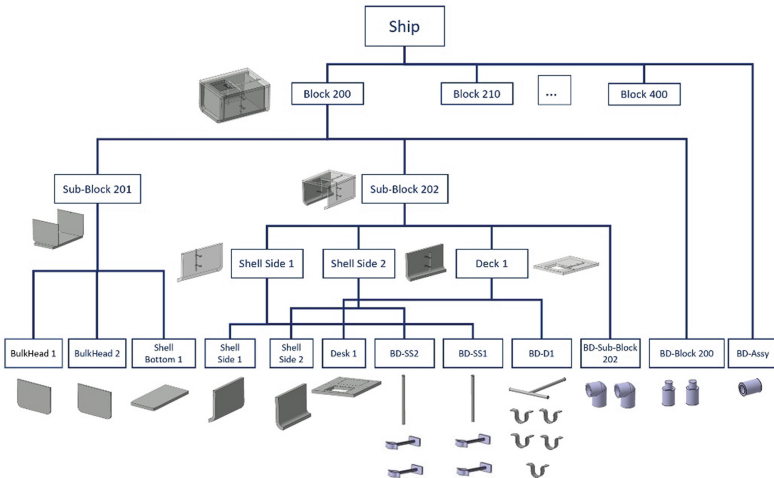 Ship
Block 200
Block 210
...
Block 400
Sub-Block 201
Sub-Block 202
Shell Side 1
Shell Side 2
Deck 1
BulkHead 1
BulkHead 2
Shell
Bottom 1
Shell
Side 1
Shell
Side 2
Desk 1
BD-SS2
BD-SS1
BD-D1
BD-Sub-Block
202
BD-Block 200
BD-Assy